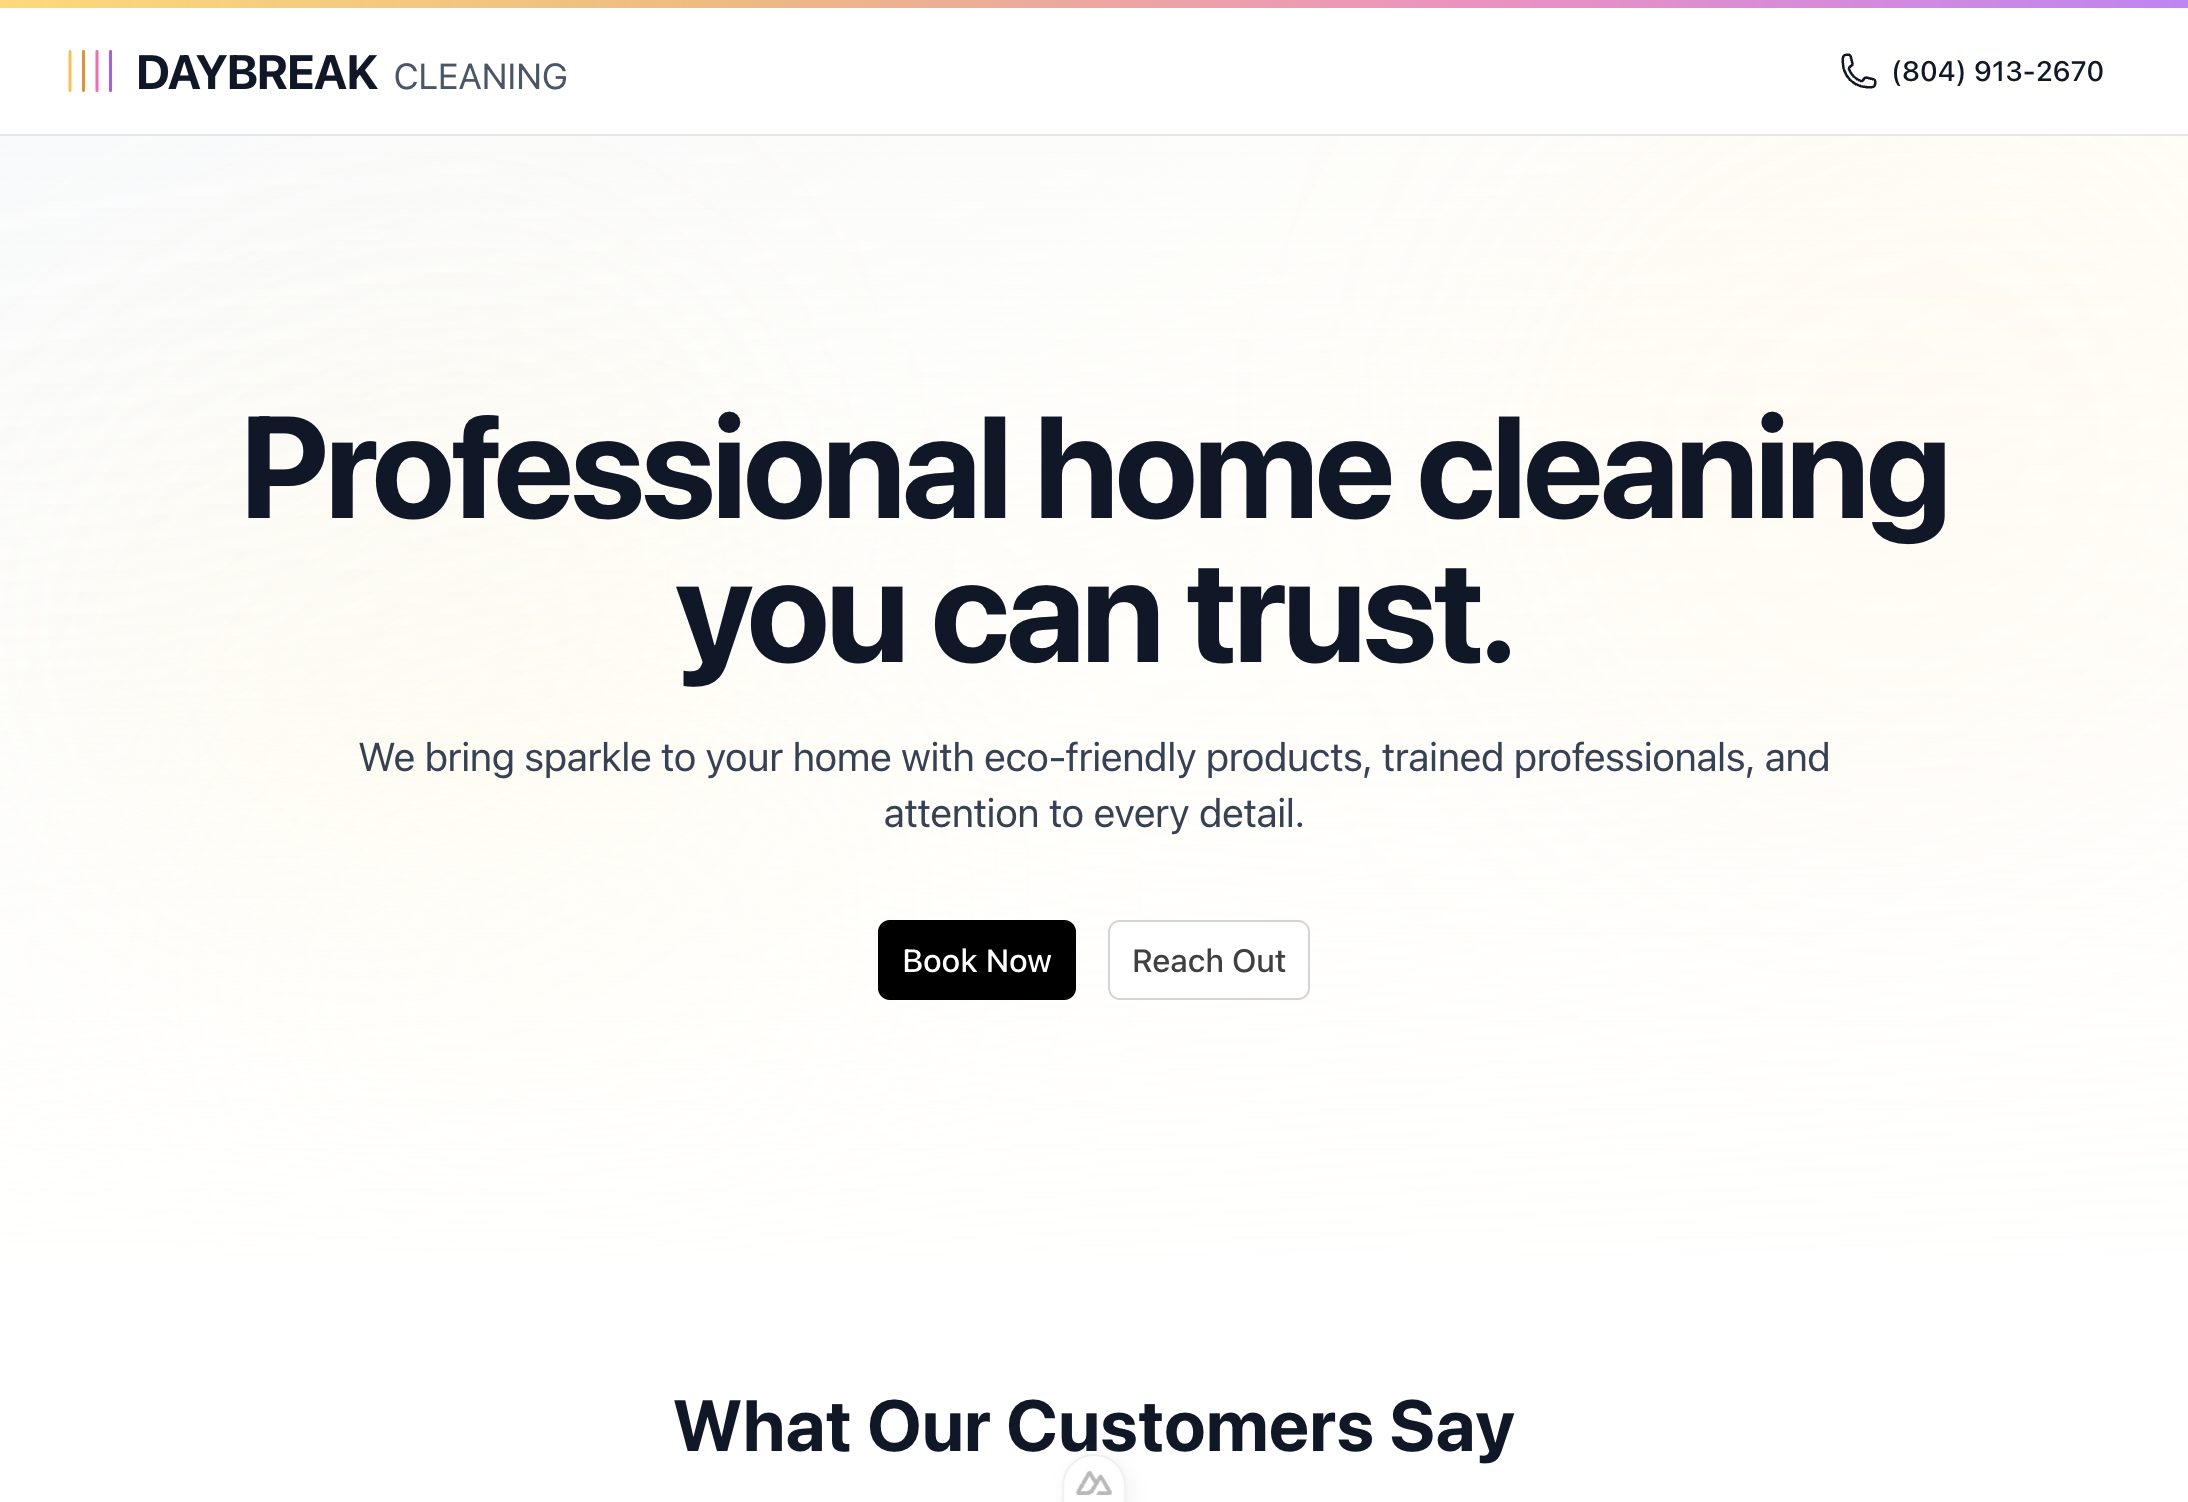 DAYBREAK CLEANING
(804) 913-2670
Professional home cleaning
you can trust.
We bring sparkle to your home with eco-friendly products, trained professionals, and
attention to every detail.
Book Now
Reach Out
What Our Customers Say